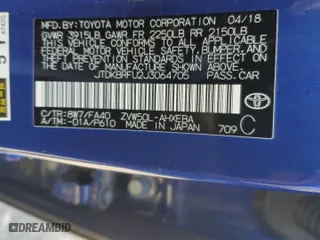 MFD. BY: TOYOTA MOTOR CORPORATION 04/18
GVWR 3915LB GAWR FR 2250LB RR 2150LB
THIS VEHICLE CONFORMS TO ALL APPLICABLE
FEDERAL MOTOR VEHICLE SAFETY, BUMPER,
AND THEFT PREVENTION STANDARDS IN EFFECT
ON THE DATE OF MANUFACTURE SHOWN ABOVE.
JTDKBRFU2J3064705 PASS.CAR
C/TR:8W7/FA40 ZVW50L-AHXEBA
A/TM:-01A/P610 MADE IN JAPAN 709 C
TOYOTA
DREAMBID